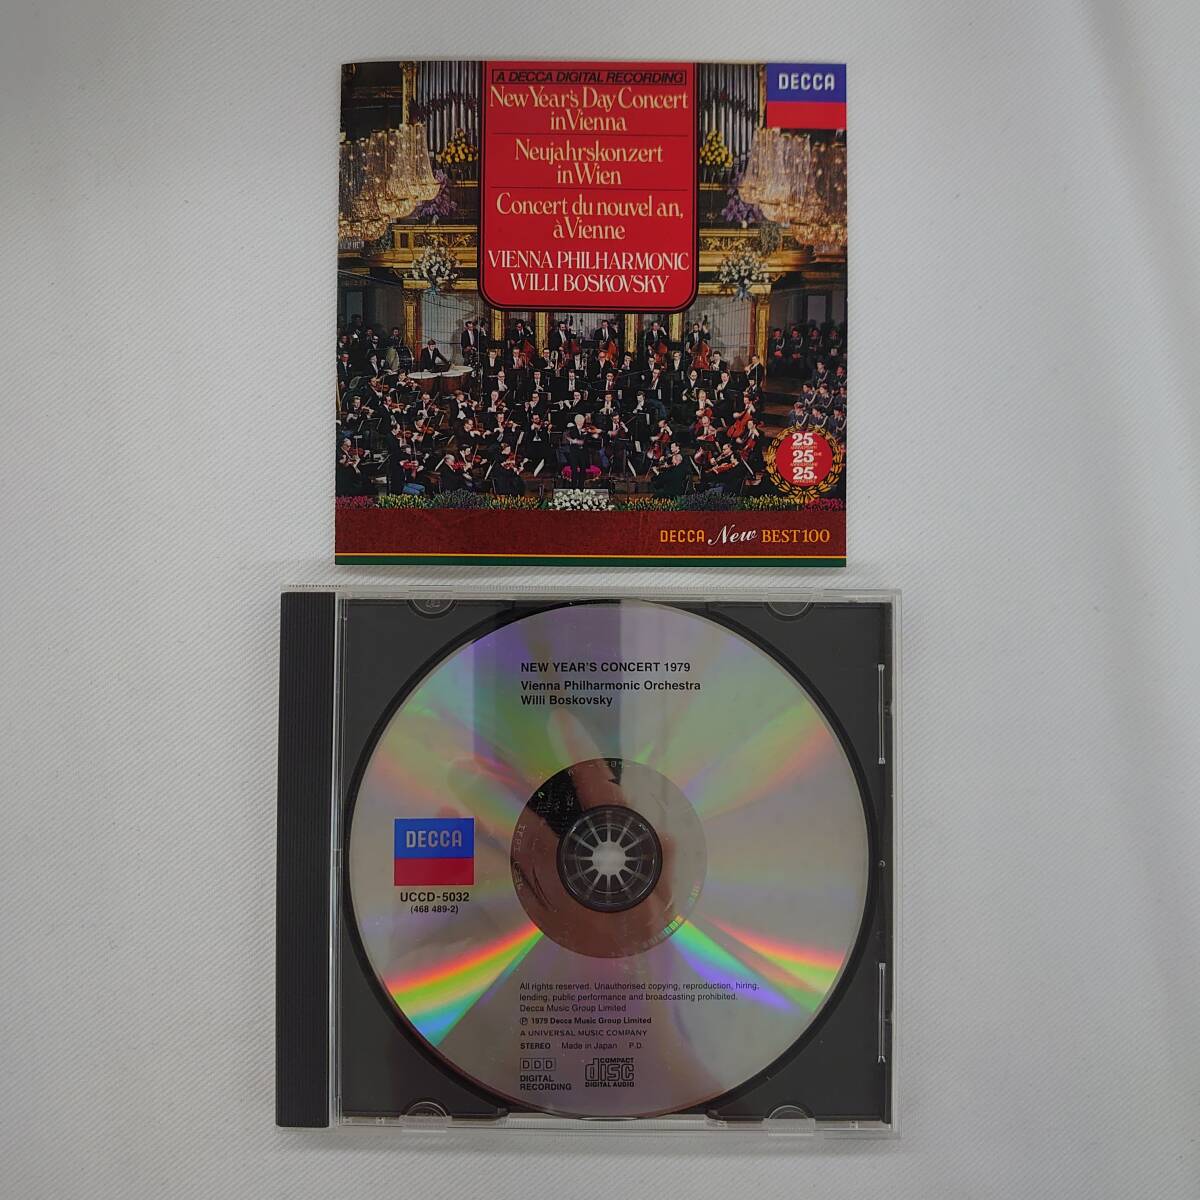 A DECCA DIGITAL RECORDING
DECCA
New Year's Day Concert
in Vienna
Neujahrskonzert
in Wien
Concert du nouvel an,
à Vienne
VIENNA PHILHARMONIC
WILLI BOSKOVSKY
25
25
25
DECCA New BEST100
NEW YEAR'S CONCERT 1979
Vienna Philharmonic Orchestra
Willi Boskovsky
DECCA
UCCD-5032
(468 489-2)
All rights reserved. Unauthorised copying, reproduction, hiring,
lending, public performance and broadcasting prohibited.
Decca Music Group Limited
℗ 1979 Decca Music Group Limited
A UNIVERSAL MUSIC COMPANY
STEREO Made in Japan P.D.
DDD
DIGITAL
RECORDING
COMPACT
disc
DIGITAL AUDIO